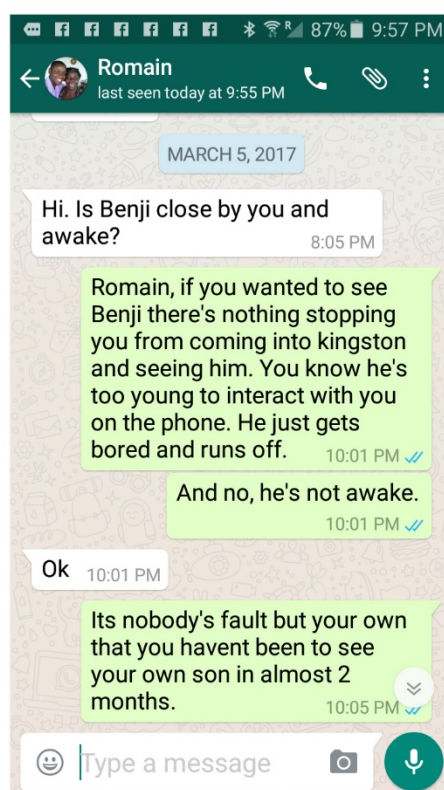 R 87% 9:57 PM
Romain
last seen today at 9:55 PM
MARCH 5, 2017
Hi. Is Benji close by you and
awake?
8:05 PM
Romain, if you wanted to see
Benji there's nothing stopping
you from coming into kingston
and seeing him. You know he's
too young to interact with you
on the phone. He just gets
bored and runs off.
10:01 PM
And no, he's not awake.
10:01 PM
Ok 10:01 PM
Its nobody's fault but your own
that you havent been to see
your own son in almost 2
months.
10:05 PM
Type a message